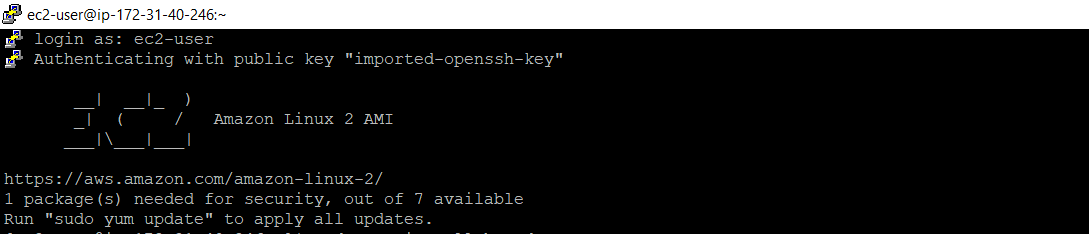 ec2-user@ip-172-31-40-246:~
login as: ec2-user
Authenticating with public key "imported-openssh-key"
       __|  __|_  )
       _|  (     /   Amazon Linux 2 AMI
      ___|\___|___|
https://aws.amazon.com/amazon-linux-2/
1 package(s) needed for security, out of 7 available
Run "sudo yum update" to apply all updates.